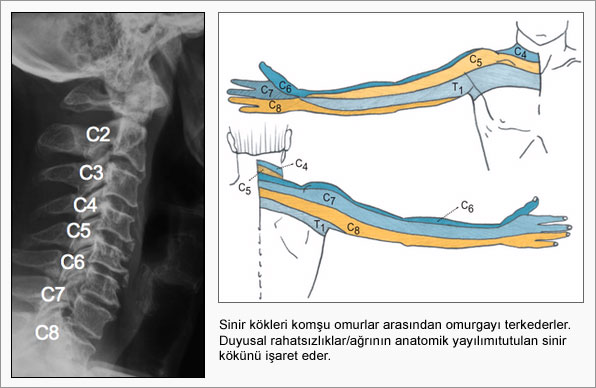 C2
C3
C4
C5
C6
C7
C8
C4
C5
C6
C7
T1
C8
C4
C5
C7
C6
T1
C8
Sinir kökleri komşu omurlar arasından omurgayı terkederler.
Duyusal rahatsızlıklar/ağrının anatomik yayılımıtutulan sinir
kökünü işaret eder.